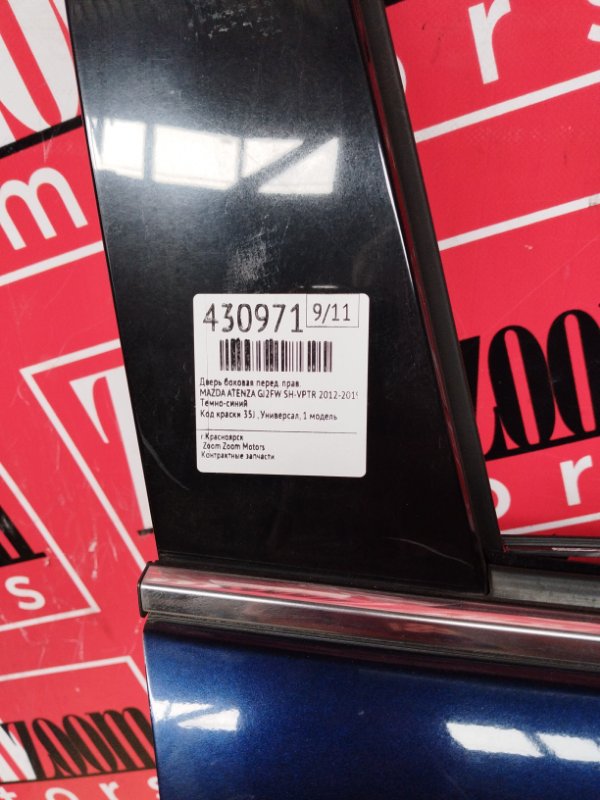 430971 9/11
Дверь боковая перед. прав.
MAZDA ATENZA GJ2FW SH-VPTR 2012-2019
Темно-синий
Код краски 35J , Универсал, 1 модель
г.Красноярск
Zoom Zoom Motors
Контрактные запчасти